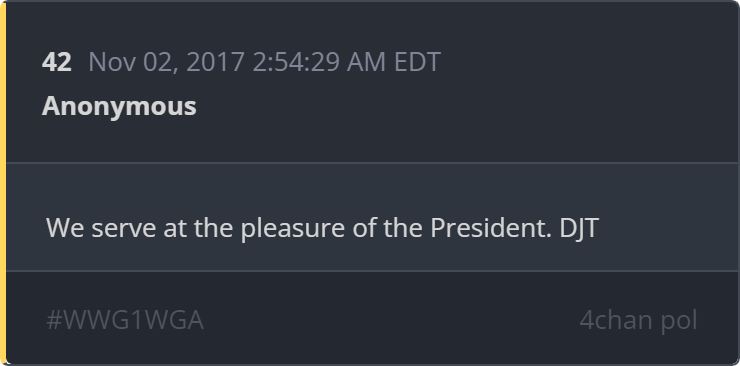 42 Nov 02, 2017 2:54:29 AM EDT
Anonymous
We serve at the pleasure of the President. DJT
#WWG1WGA 4chan pol